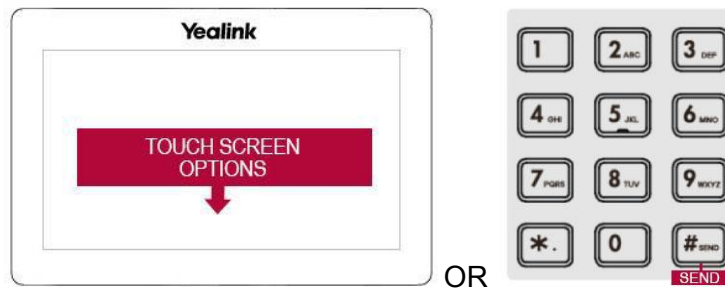 Yealink
TOUCH SCREEN
OPTIONS
OR
1
2 ABC
3 DEF
4 GHI
5 JKL
6 MNO
7 PQRS
8 TUV
9 WXYZ
*.
0
# SEND
SEND